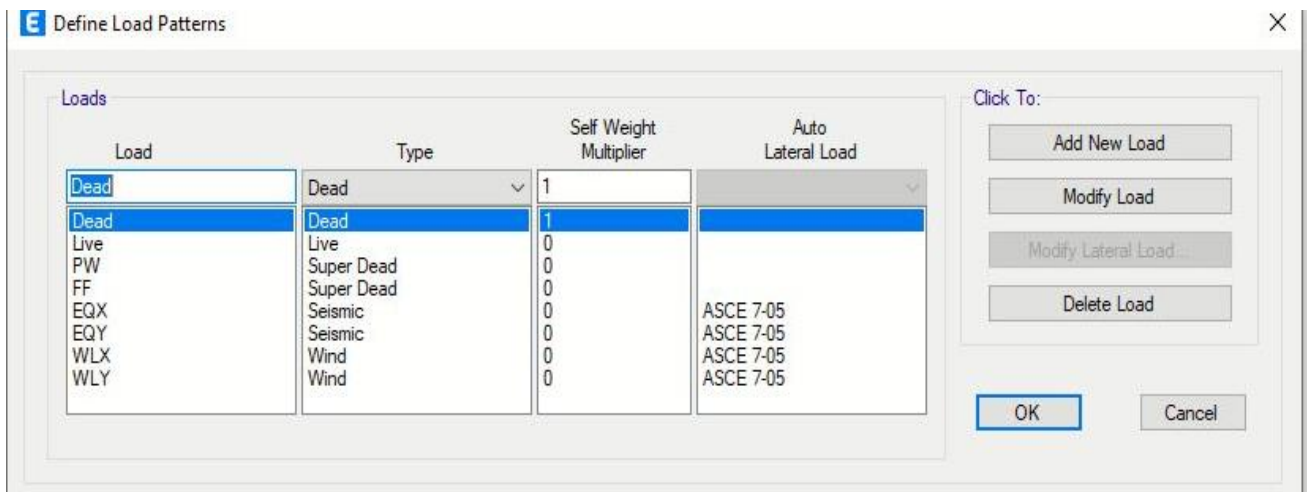 E Define Load Patterns
Loads
Click To:
Load Type Self Weight Multiplier Auto Lateral Load
Dead Dead 1
Dead Dead 1
Live Live 0
PW Super Dead 0
FF Super Dead 0
EQX Seismic 0 ASCE 7-05
EQY Seismic 0 ASCE 7-05
WLX Wind 0 ASCE 7-05
WLY Wind 0 ASCE 7-05
Add New Load
Modify Load
Modify Lateral Load...
Delete Load
OK Cancel